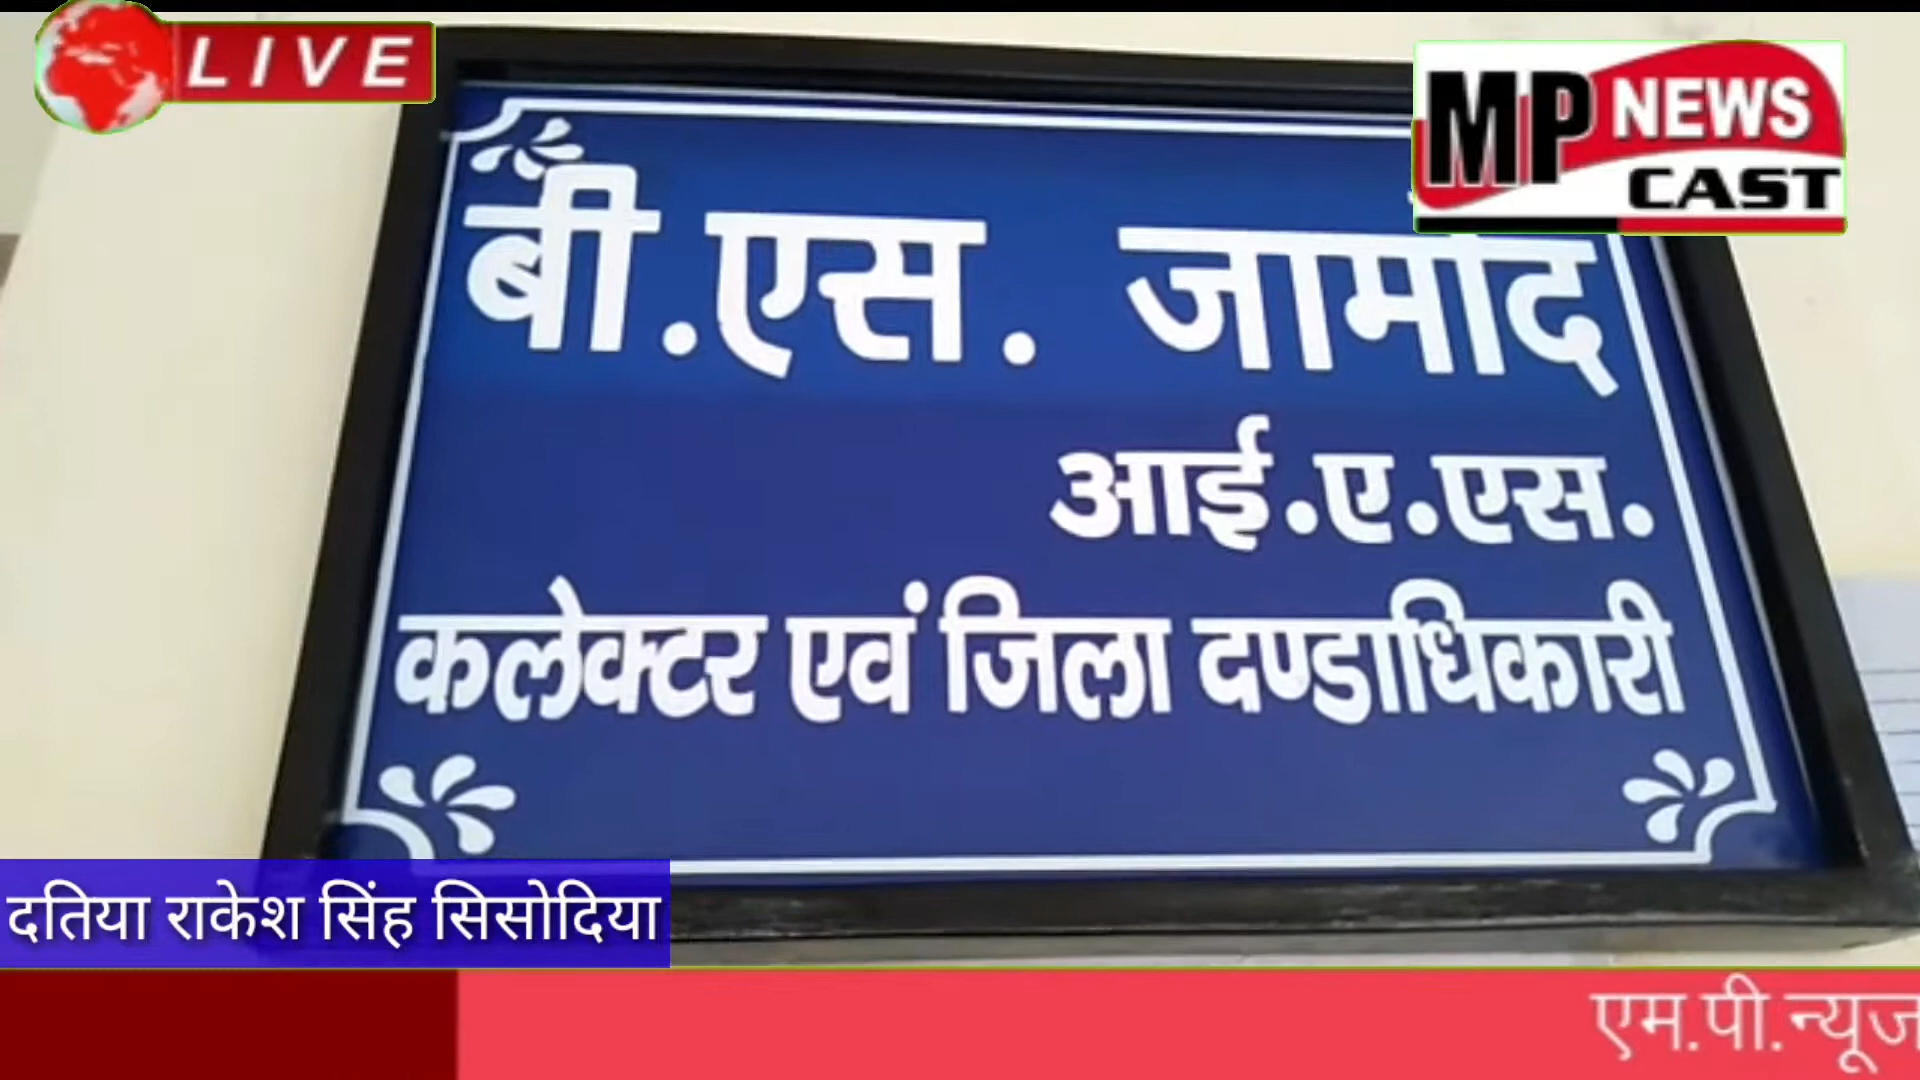 LIVE
MP NEWS
CAST
बी.एस. जामोद
आई.ए.एस.
कलेक्टर एवं जिला दण्डाधिकारी
दतिया राकेश सिंह सिसोदिया
एम.पी.न्यूज